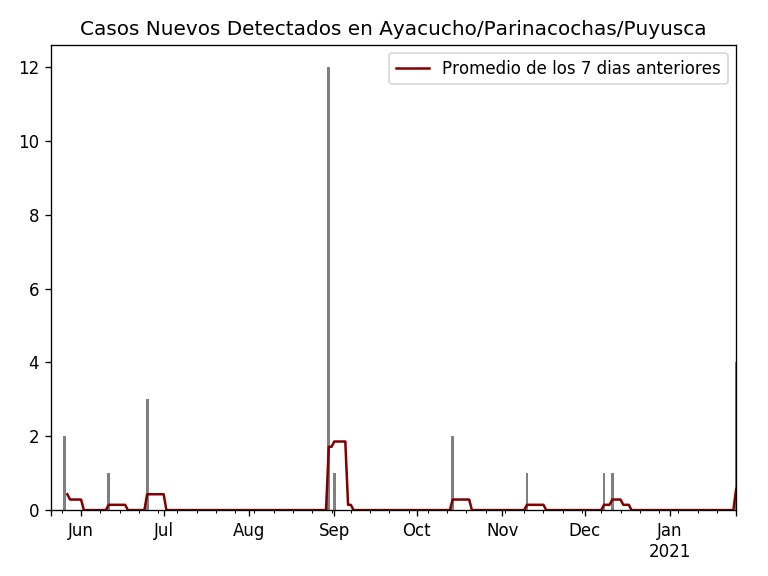 Casos Nuevos Detectados en Ayacucho/Parinacochas/Puyusca
Promedio de los 7 dias anteriores
12
10
8
6
4
2
0
Jun Jul Aug Sep Oct Nov Dec Jan
2021